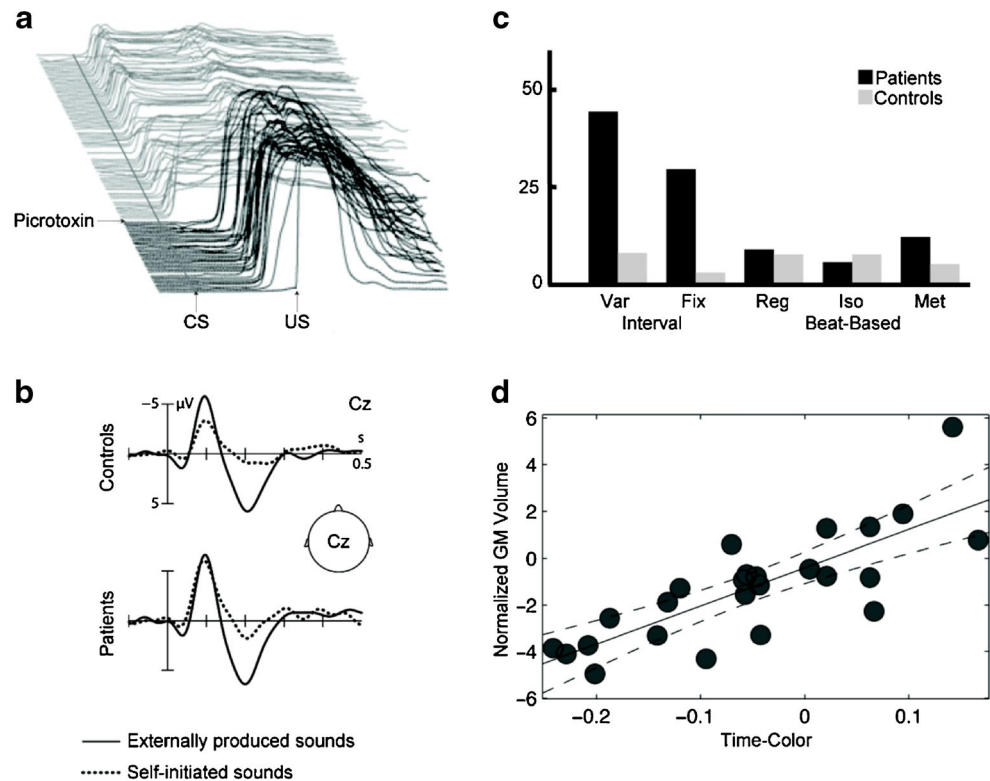 a
Picrotoxin
CS
US
b
Controls
−5
µV
5
Cz
s
0.5
Cz
Patients
Externally produced sounds
Self-initiated sounds
c
50
25
0
Patients
Controls
Var Fix Reg Iso Met
Interval Beat-Based
d
Normalized GM Volume
6
4
2
0
−2
−4
−6
−0.2 −0.1 0 0.1
Time-Color